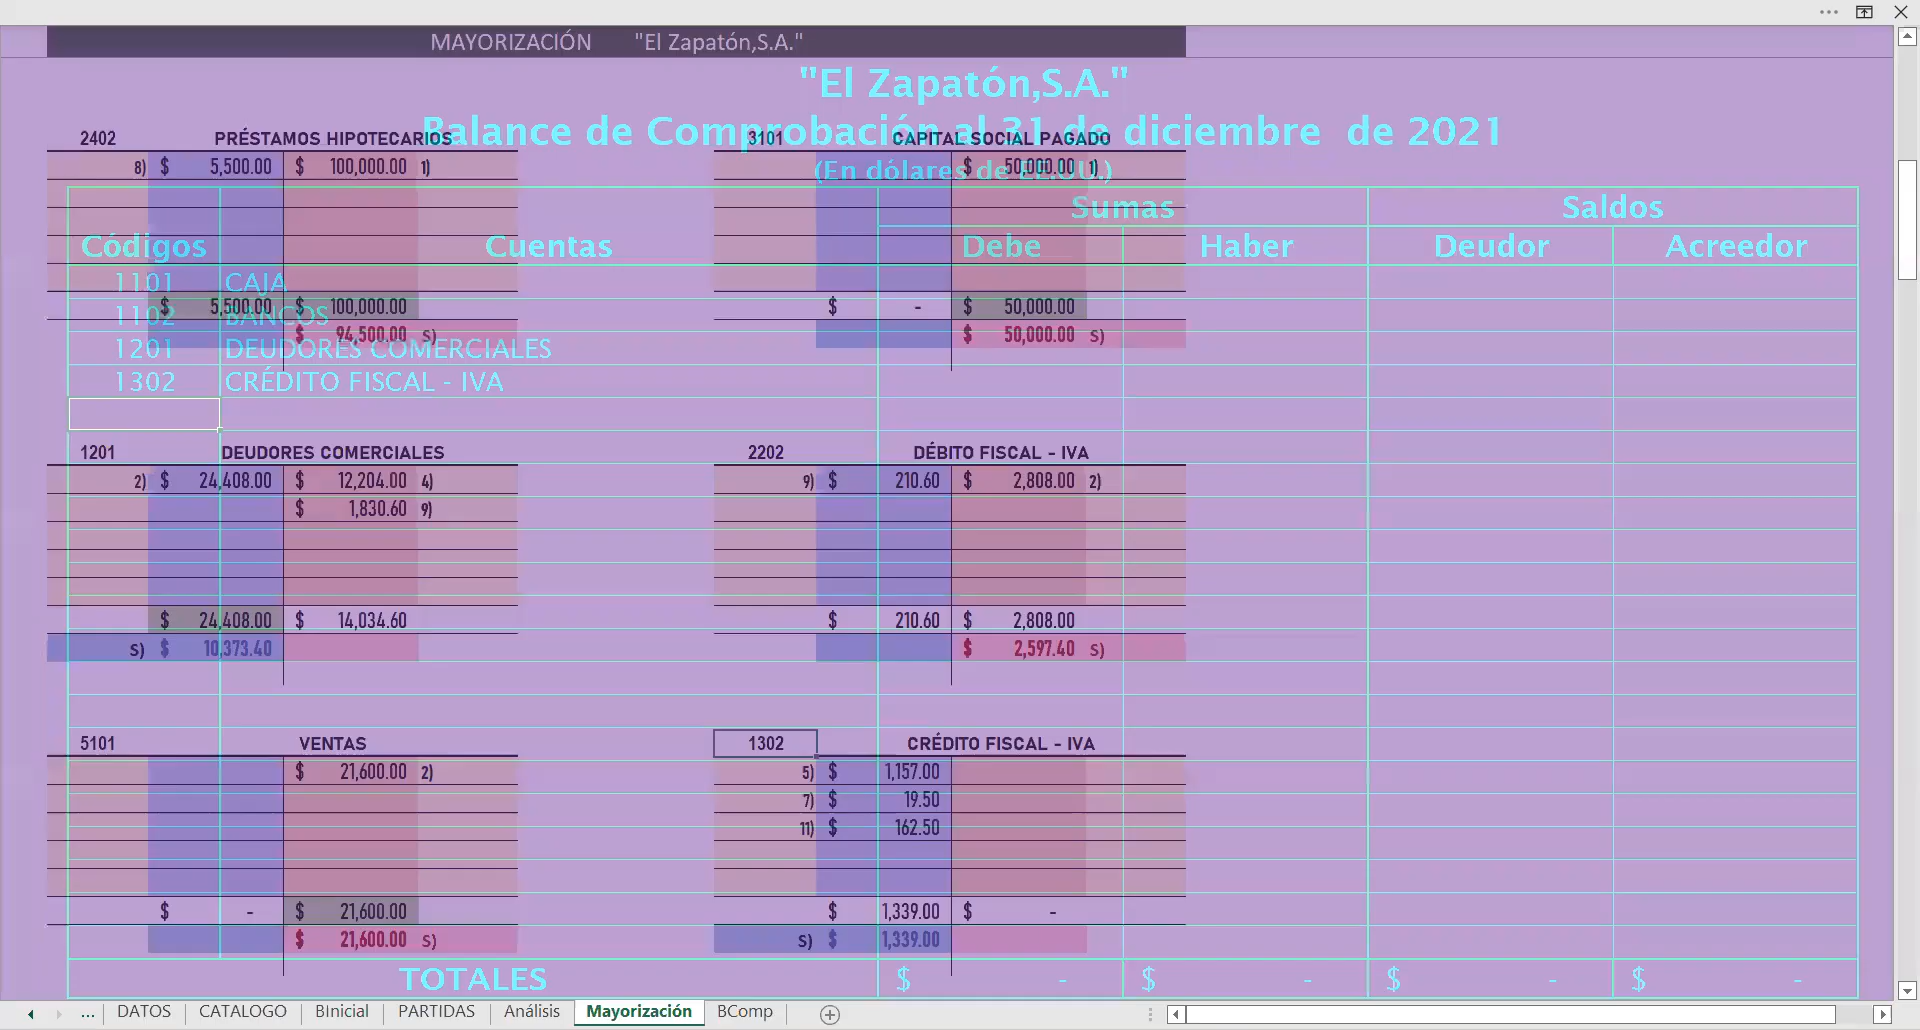 MAYORIZACIÓN "El Zapatón,S.A."
"El Zapatón,S.A."
Balance de Comprobación al 31 de diciembre de 2021
(En dólares de EE.UU.)
2402 PRÉSTAMOS HIPOTECARIOS 3101 CAPITAL SOCIAL PAGADO
8) $ 5,500.00 $ 100,000.00 1) $ 50,000.00 1)
Sumas Saldos
Códigos Cuentas Debe Haber Deudor Acreedor
1101 CAJA
$ 5,500.00 $ 100,000.00 $ - $ 50,000.00
1102 BANCOS
$ 94,500.00 S) $ 50,000.00 S)
1201 DEUDORES COMERCIALES
1302 CRÉDITO FISCAL - IVA
1201 DEUDORES COMERCIALES 2202 DÉBITO FISCAL - IVA
2) $ 24,408.00 $ 12,204.00 4) 9) $ 210.60 $ 2,808.00 2)
$ 1,830.60 9)
$ 24,408.00 $ 14,034.60 $ 210.60 $ 2,808.00
S) $ 10,373.40 $ 2,597.40 S)
5101 VENTAS 1302 CRÉDITO FISCAL - IVA
$ 21,600.00 2) 5) $ 1,157.00
7) $ 19.50
11) $ 162.50
$ - $ 21,600.00 $ 1,339.00 $ -
$ 21,600.00 S) S) $ 1,339.00
TOTALES $ - $ - $ - $ -
... DATOS CATALOGO BInicial PARTIDAS Análisis Mayorización BComp